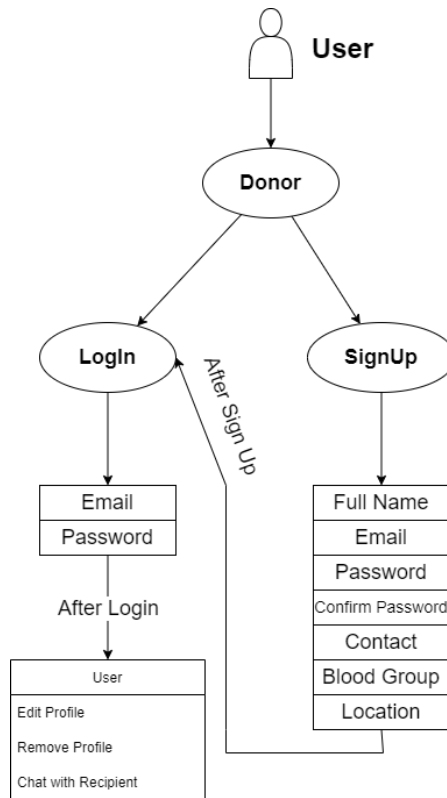 User
Donor
LogIn
SignUp
After Sign Up
Email
Password
After Login
User
Edit Profile
Remove Profile
Chat with Recipient
Full Name
Email
Password
Confirm Password
Contact
Blood Group
Location